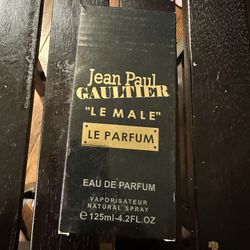 Jean Paul
GAULTIER
"LE MALE"
LE PARFUM
EAU DE PARFUM
VAPORISATEUR
NATURAL SPRAY
℮125ml-4.2FL.OZ